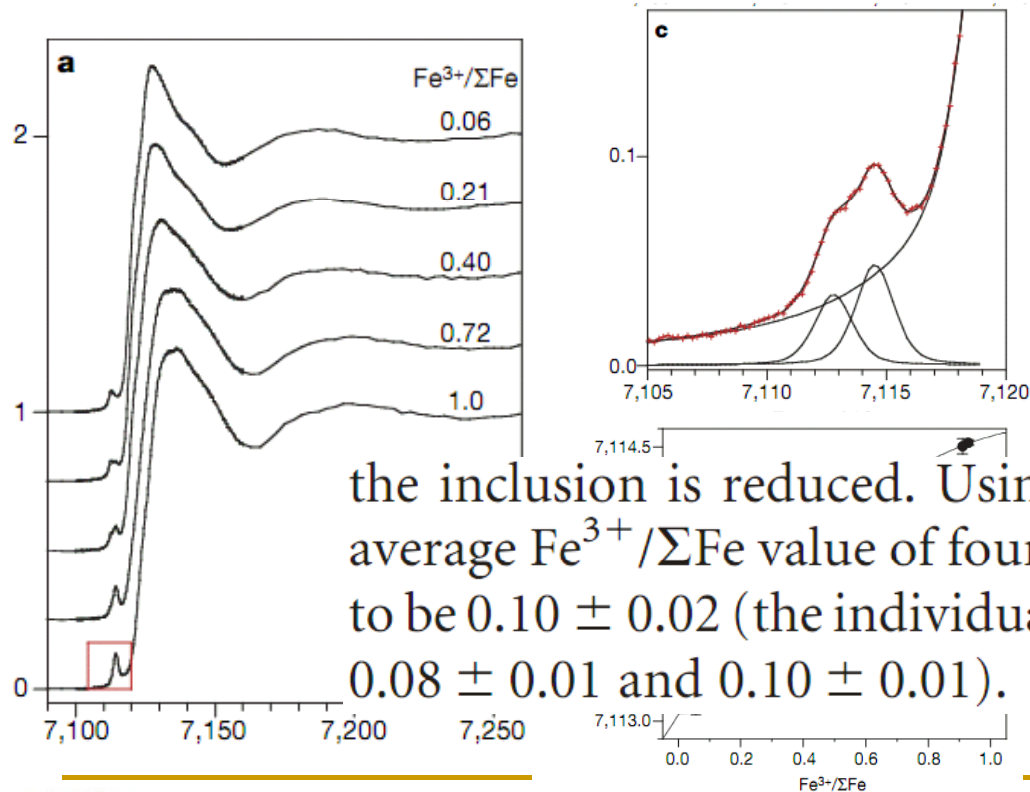 a
Fe³⁺/ΣFe
0.06
2
0.21
0.40
0.72
1
1.0
0
7,100 7,150 7,200 7,250
c
0.1
0.0
7,105 7,110 7,115 7,120
7,114.5
the inclusion is reduced.
average Fe³⁺/ΣFe value of
to be 0.10 ± 0.02 (the
0.08 ± 0.01 and 0.10 ± 0.01).
7,113.0
0.0 0.2 0.4 0.6 0.8 1.0
Fe³⁺/ΣFe